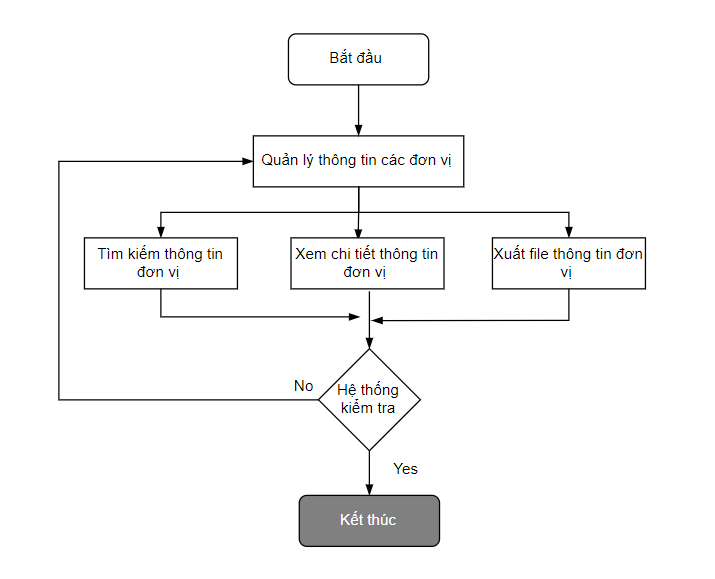 Bắt đầu
Quản lý thông tin các đơn vị
Tìm kiếm thông tin
đơn vị
Xem chi tiết thông tin
đơn vị
Xuất file thông tin đơn
vị
No
Hệ thống
kiểm tra
Yes
Kết thúc